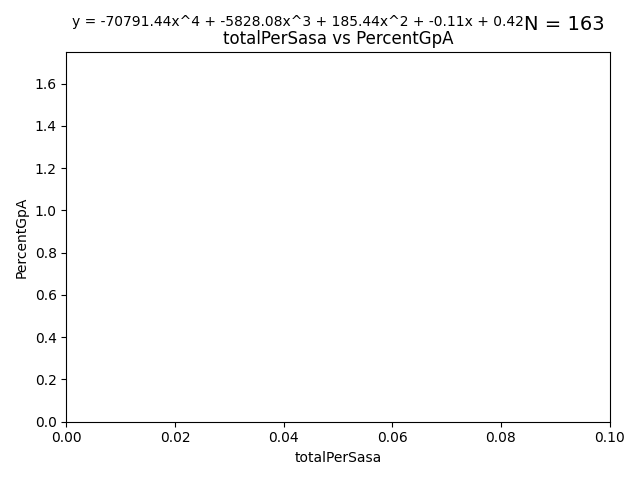 y = -70791.44x^4 + -5828.08x^3 + 185.44x^2 + -0.11x + 0.42
N = 163
totalPerSasa vs PercentGpA
1.6
1.4
1.2
1.0
0.8
0.6
0.4
0.2
0.0
PercentGpA
0.00 0.02 0.04 0.06 0.08 0.10
totalPerSasa